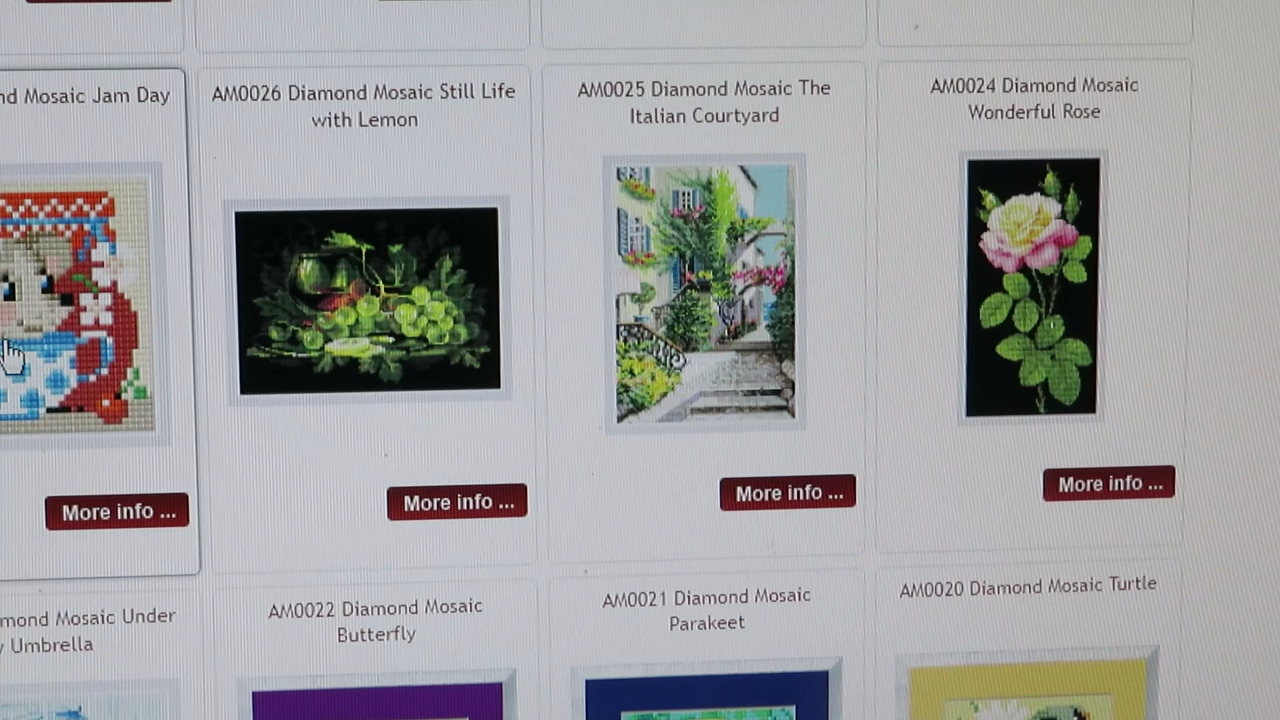 nd Mosaic Jam Day
AM0026 Diamond Mosaic Still Life
with Lemon
AM0025 Diamond Mosaic The
Italian Courtyard
AM0024 Diamond Mosaic
Wonderful Rose
More info ...
More info ...
More info ...
More info ...
mond Mosaic Under
y Umbrella
AM0022 Diamond Mosaic
Butterfly
AM0021 Diamond Mosaic
Parakeet
AM0020 Diamond Mosaic Turtle